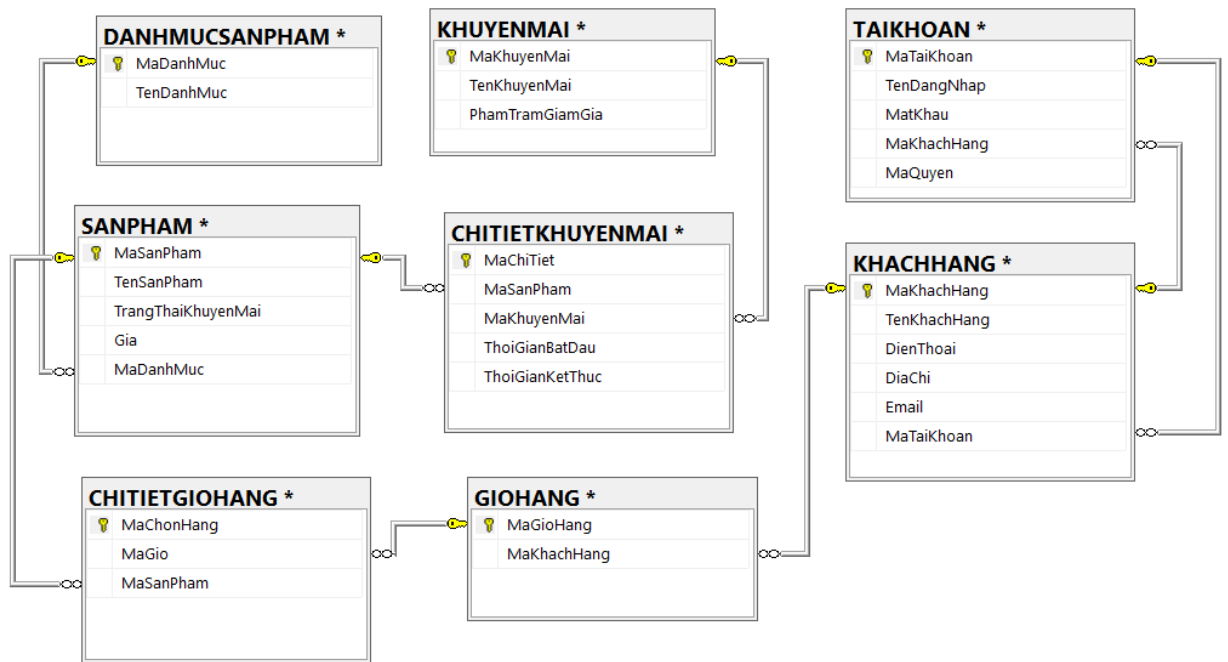 DANHMUCSANPHAM *
MaDanhMuc
TenDanhMuc
KHUYENMAI *
MaKhuyenMai
TenKhuyenMai
PhamTramGiamGia
TAIKHOAN *
MaTaiKhoan
TenDangNhap
MatKhau
MaKhachHang
MaQuyen
SANPHAM *
MaSanPham
TenSanPham
TrangThaiKhuyenMai
Gia
MaDanhMuc
CHITIETKHUYENMAI *
MaChiTiet
MaSanPham
MaKhuyenMai
ThoiGianBatDau
ThoiGianKetThuc
KHACHHANG *
MaKhachHang
TenKhachHang
DienThoai
DiaChi
Email
MaTaiKhoan
CHITIETGIOHANG *
MaChonHang
MaGio
MaSanPham
GIOHANG *
MaGioHang
MaKhachHang